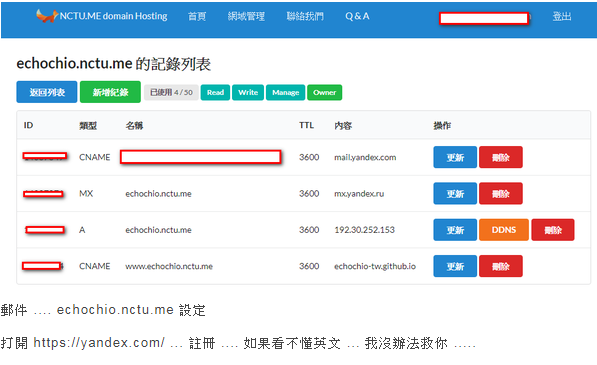 NCTU.ME domain Hosting 首頁 網域管理 聯絡我們 Q & A 登出
echochio.nctu.me 的記錄列表
返回列表 新增紀錄 已使用 4 / 50 Read Write Manage Owner
ID 類型 名稱 TTL 內容 操作
CNAME 3600 mail.yandex.com 更新 刪除
MX echochio.nctu.me 3600 mx.yandex.ru 更新 刪除
A echochio.nctu.me 3600 192.30.252.153 更新 DDNS 刪除
CNAME www.echochio.nctu.me 3600 echochio-tw.github.io 更新 刪除
郵件 .... echochio.nctu.me 設定
打開 https://yandex.com/ ... 註冊 .... 如果看不懂英文 ... 我沒辦法救你 .....